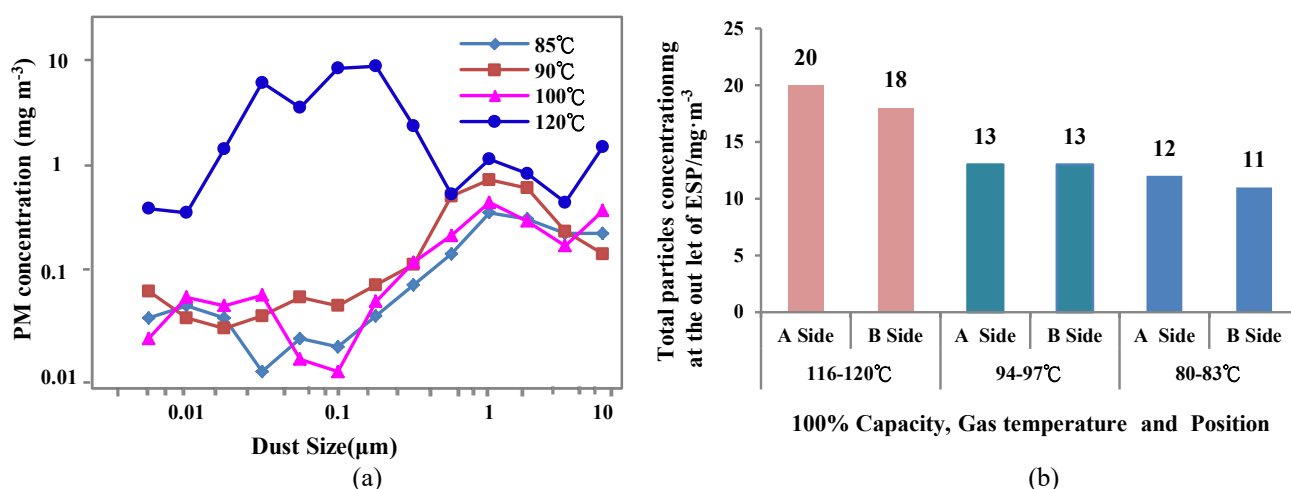 PM concentration (mg m⁻³)
10
1
0.1
0.01
85℃
90℃
100℃
120℃
0.01 0.1 1 10
Dust Size(μm)
(a)
Total particles concentrationng
at the out let of ESP/mg·m⁻³
25
20
15
10
5
0
20 18 13 13 12 11
A Side B Side A Side B Side A Side B Side
116-120℃ 94-97℃ 80-83℃
100% Capacity, Gas temperature and Position
(b)